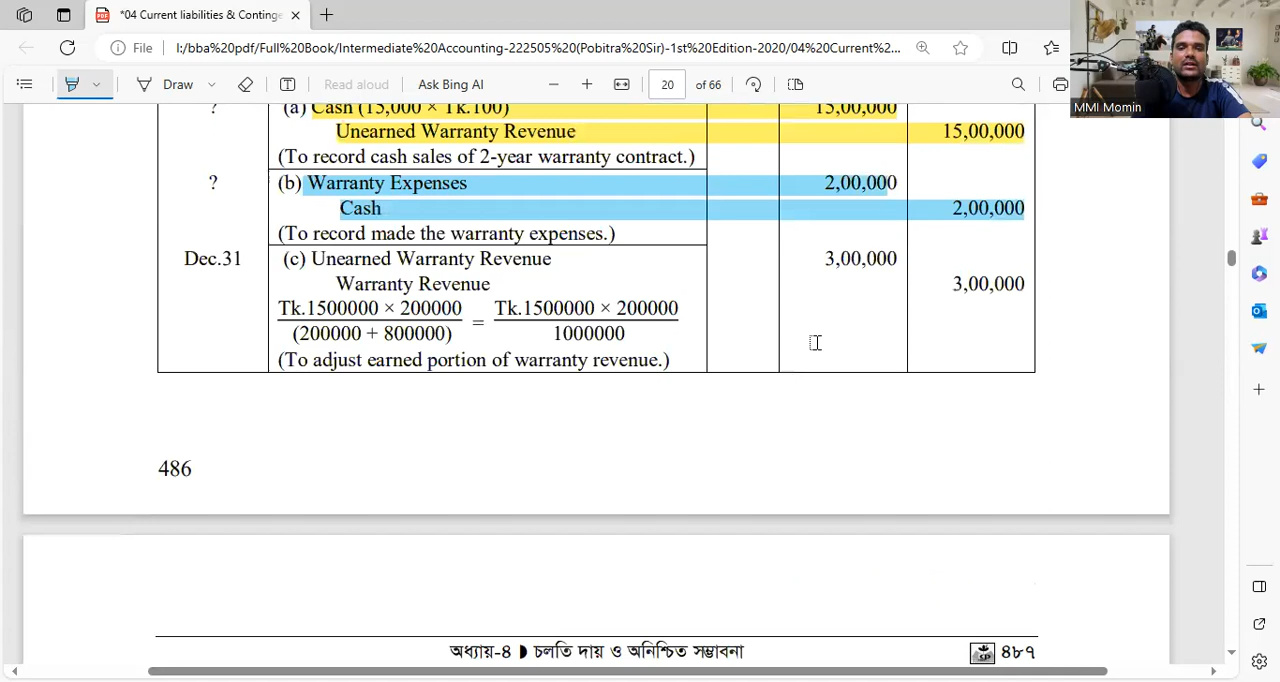 *04 Current liabilities & Continge
File
I:/bba%20pdf/Full%20Book/Intermediate%20Accounting-222505%20(Pobitra%20Sir)-1st%20Edition-2020/04%20Current%2...
Draw
Read aloud
Ask Bing AI
20 of 66
MMI Momin
? (a) Cash (15,000 × Tk.100) 15,00,000
Unearned Warranty Revenue 15,00,000
(To record cash sales of 2-year warranty contract.)
? (b) Warranty Expenses 2,00,000
Cash 2,00,000
(To record made the warranty expenses.)
Dec.31 (c) Unearned Warranty Revenue 3,00,000
Warranty Revenue 3,00,000
Tk.1500000 × 200000 / (200000 + 800000) = Tk.1500000 × 200000 / 1000000
(To adjust earned portion of warranty revenue.)
486
অধ্যায়-৪ ◗ চলতি দায় ও অনিশ্চিত সম্ভাবনা SP ৪৮৭